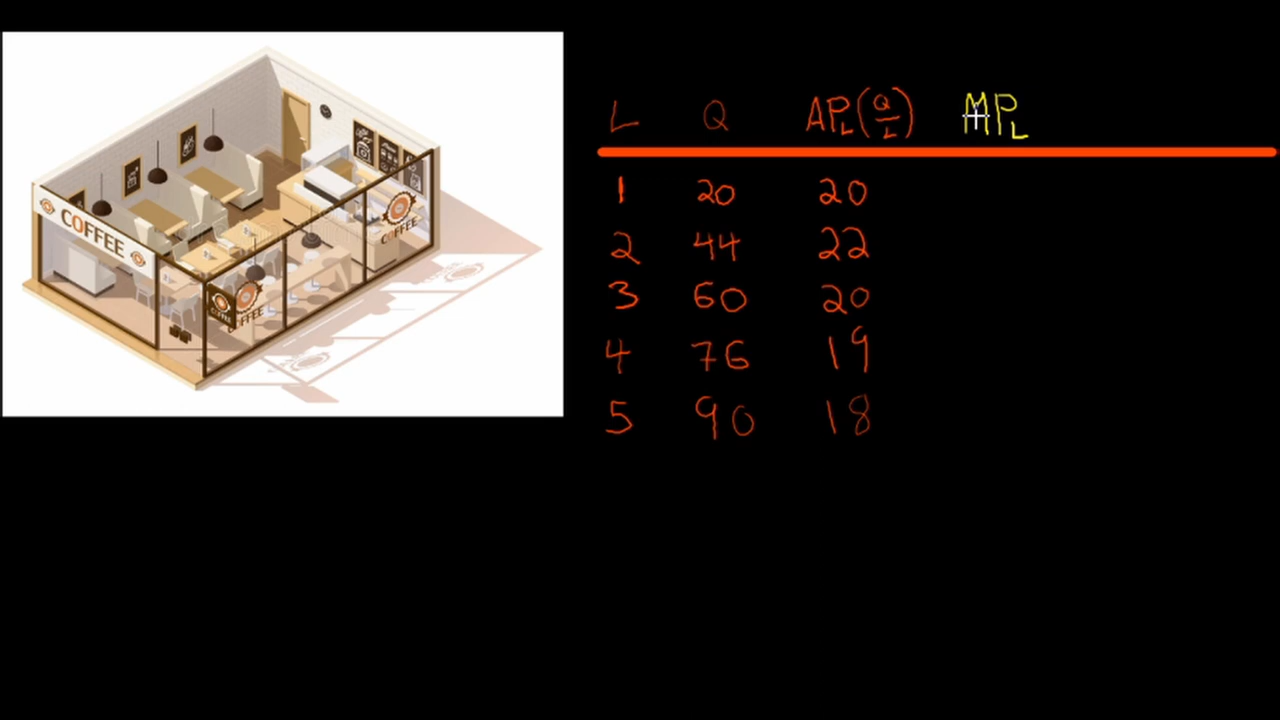 COFFEE
COFFEE
COFFEE
L Q AP_L(Q/L) MP_L
1 20 20
2 44 22
3 60 20
4 76 19
5 90 18